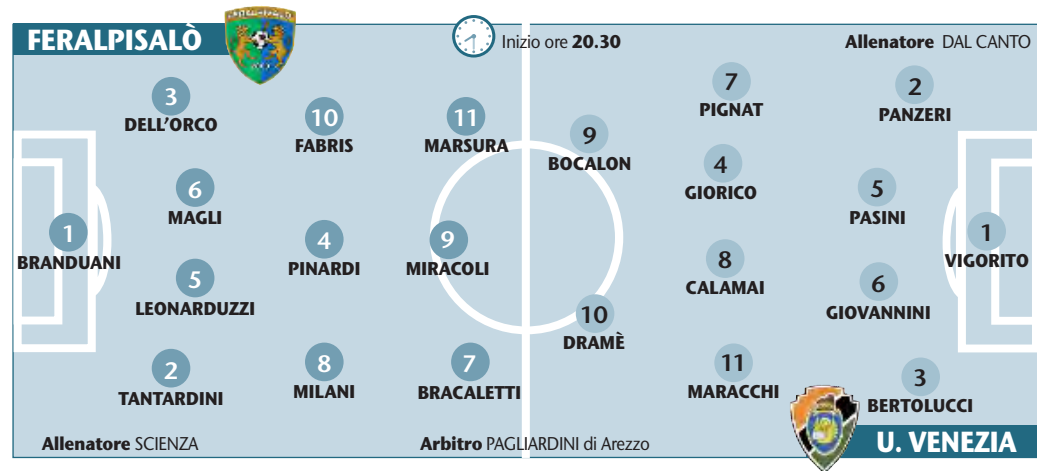 FERALPISALÒ
Inizio ore 20.30
Allenatore DAL CANTO
3
DELL'ORCO
10
FABRIS
11
MARSURA
6
MAGLI
1
BRANDUANI
4
PINARDI
9
MIRACOLI
5
LEONARDUZZI
2
TANTARDINI
8
MILANI
7
BRACALETTI
Allenatore SCIENZA
Arbitro PAGLIARDINI di Arezzo
9
BOCALON
7
PIGNAT
2
PANZERI
4
GIORICO
5
PASINI
1
VIGORITO
8
CALAMAI
6
GIOVANNINI
10
DRAMÈ
11
MARACCHI
3
BERTOLUCCI
U. VENEZIA